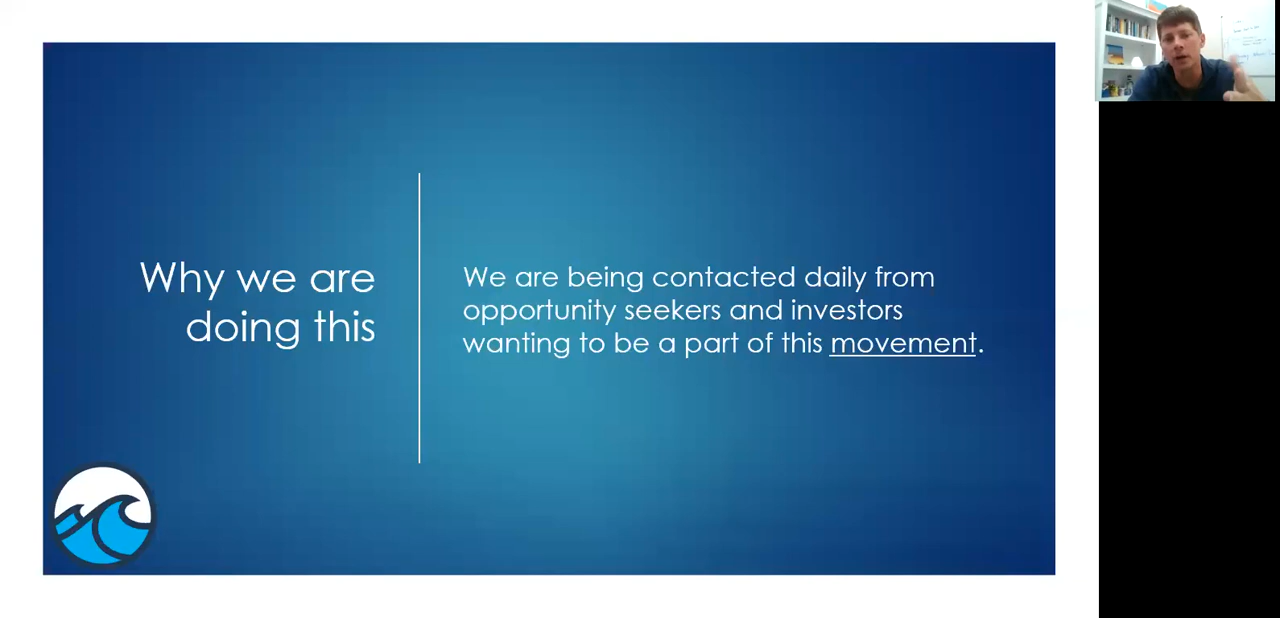 Why we are
doing this
We are being contacted daily from
opportunity seekers and investors
wanting to be a part of this movement.